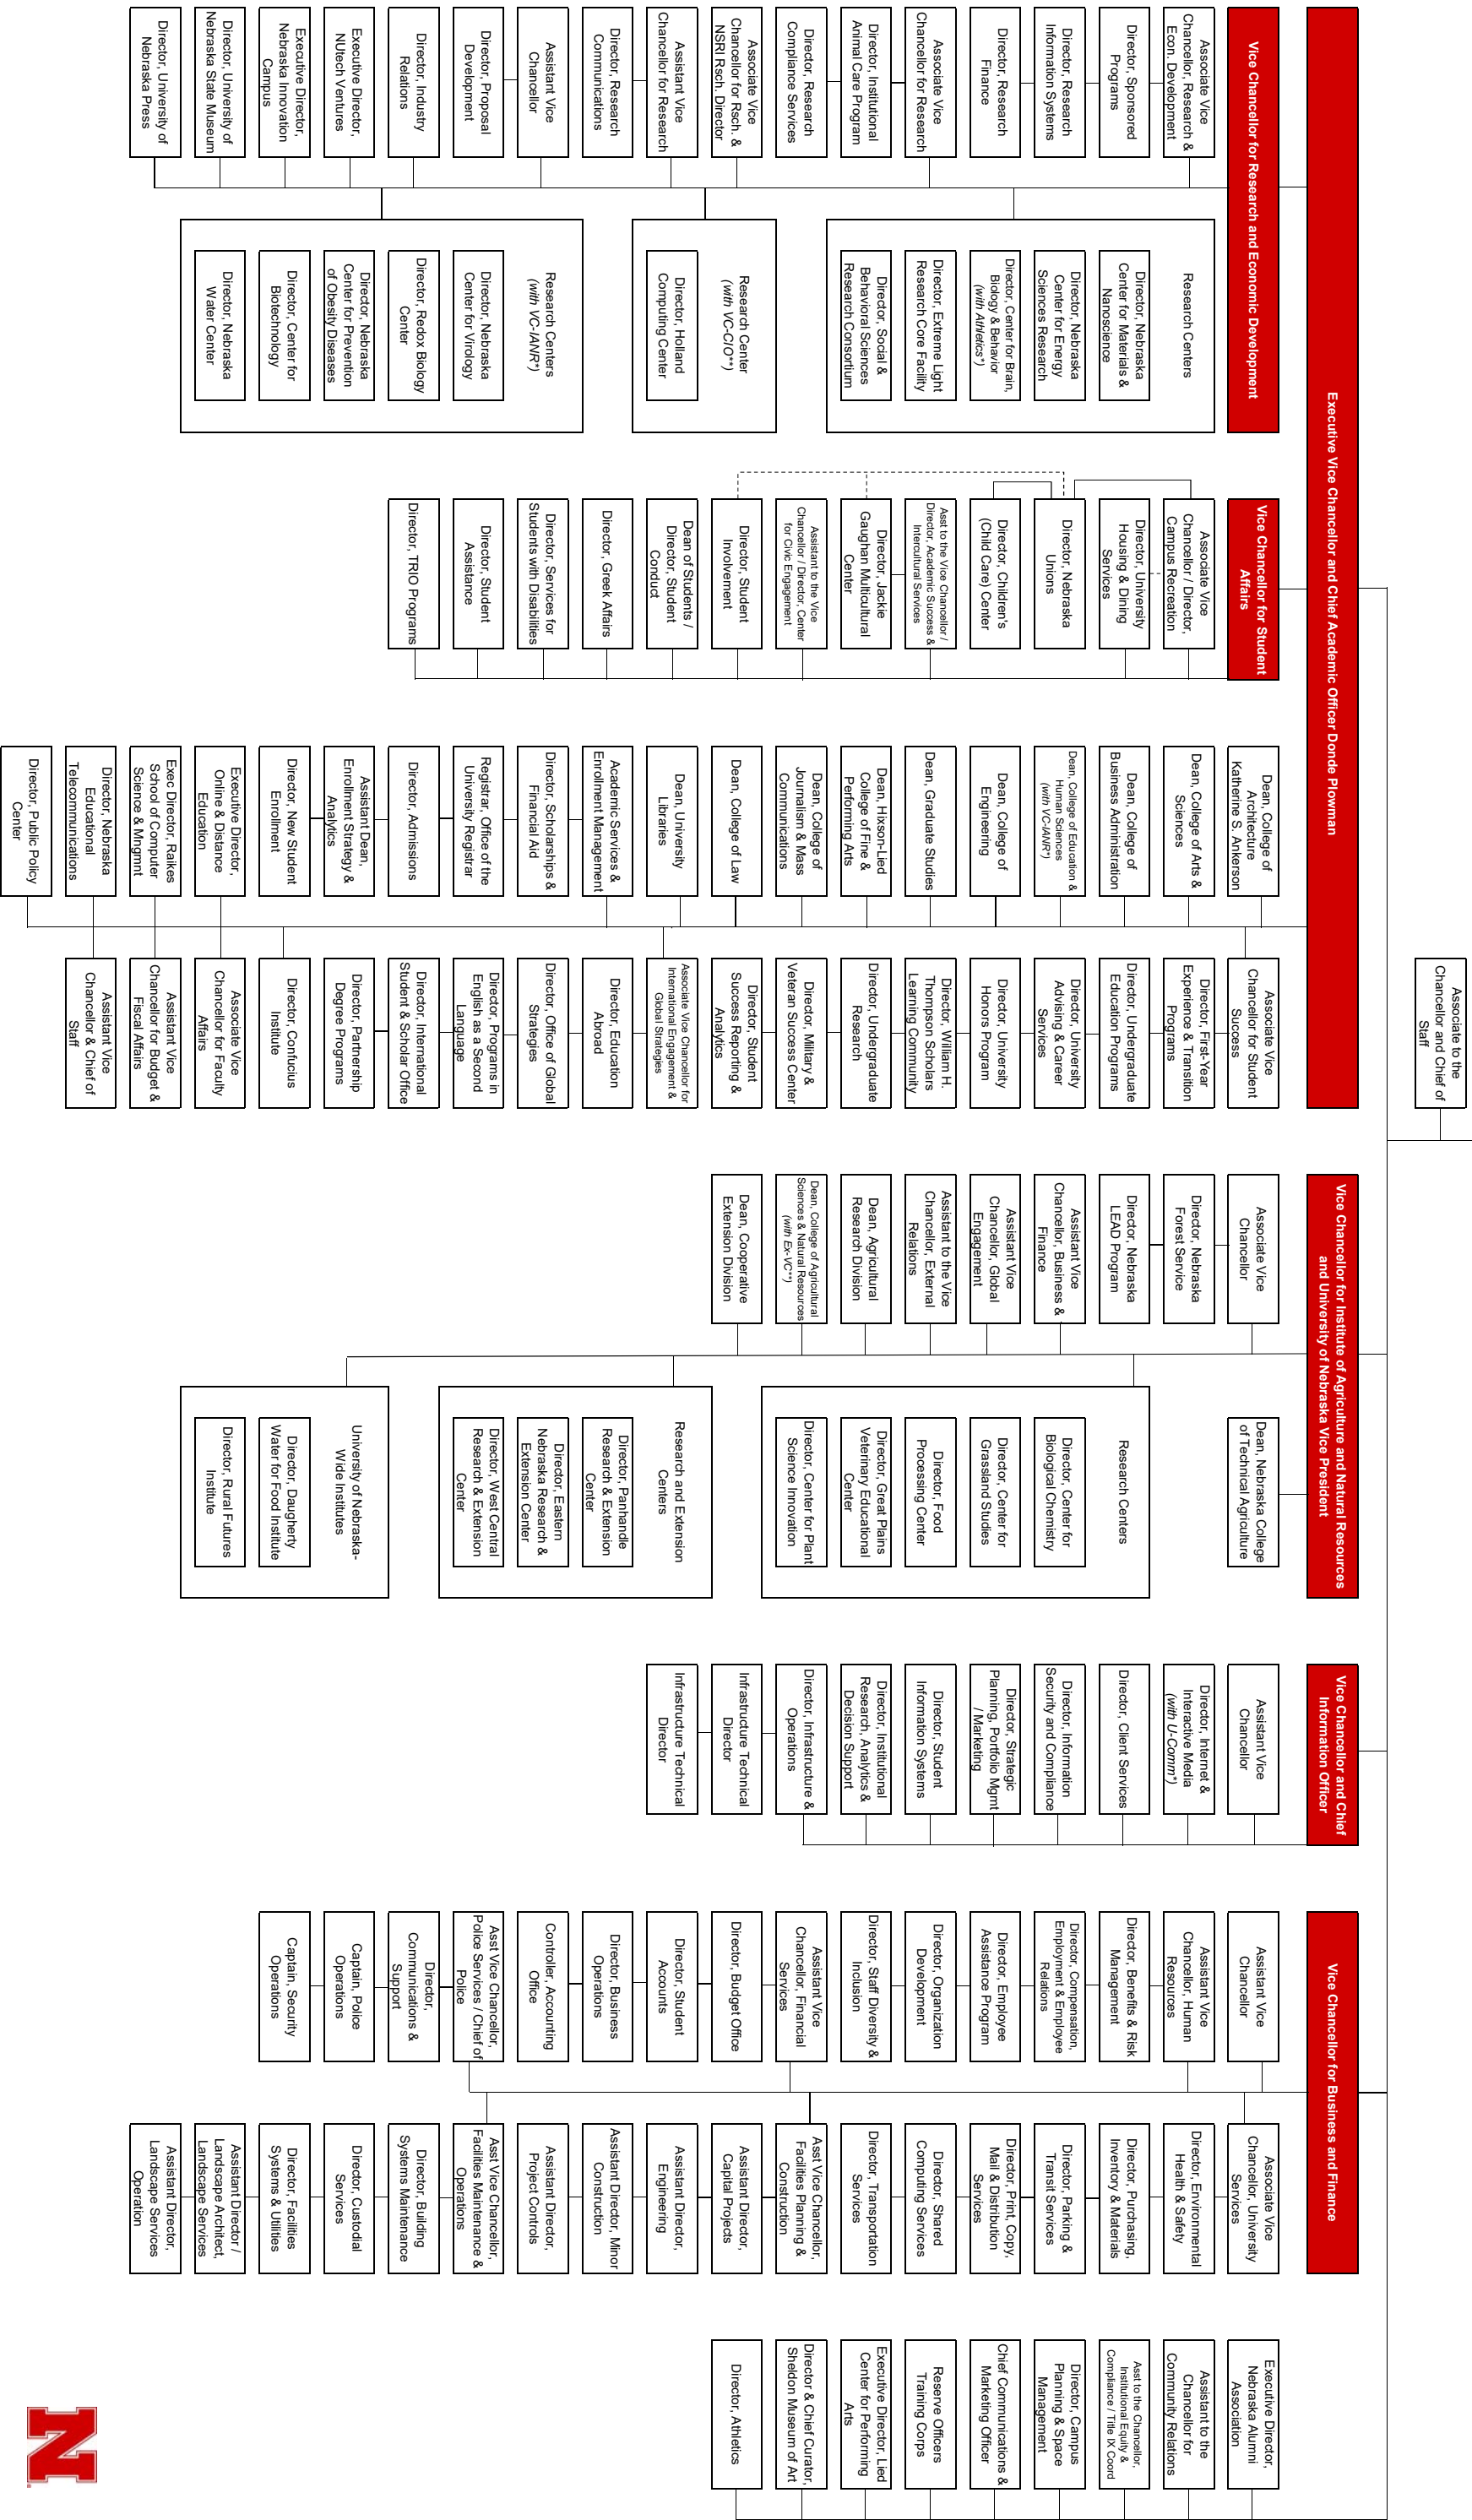 Associate to the
Chancellor and Chief of
Staff
Executive Vice Chancellor and Chief Academic Officer Donde Plowman
Vice Chancellor for Research and Economic Development
Associate Vice
Chancellor, Research &
Econ. Development
Director, Sponsored
Programs
Director, Research
Information Systems
Director, Research
Finance
Associate Vice
Chancellor for Research
Director, Institutional
Animal Care Program
Director, Research
Compliance Services
Associate Vice
Chancellor for Rsch. &
NSRI Rsch. Director
Assistant Vice
Chancellor for Research
Director, Research
Communications
Assistant Vice
Chancellor
Director, Proposal
Development
Director, Industry
Relations
Executive Director,
NUtech Ventures
Executive Director,
Nebraska Innovation
Campus
Director, University of
Nebraska State Museum
Director, University of
Nebraska Press
Research Centers
Director, Nebraska
Center for Materials &
Nanoscience
Director, Nebraska
Center for Energy
Sciences Research
Director, Center for Brain,
Biology & Behavior
(with Athletics*)
Director, Extreme Light
Research Core Facility
Director, Social &
Behavioral Sciences
Research Consortium
Research Center
(with VC-CIO**)
Director, Holland
Computing Center
Research Centers
(with VC-IANR*)
Director, Nebraska
Center for Virology
Director, Redox Biology
Center
Director, Nebraska
Center for Prevention
of Obesity Diseases
Director, Center for
Biotechnology
Director, Nebraska
Water Center
Vice Chancellor for Student
Affairs
Associate Vice
Chancellor / Director,
Campus Recreation
Director, University
Housing & Dining
Services
Director, Nebraska
Unions
Director, Children's
(Child Care) Center
Asst to the Vice Chancellor /
Director, Academic Success &
Intercultural Services
Director, Jackie
Gaughan Multicultural
Center
Assistant to the Vice
Chancellor / Director, Center
for Civic Engagement
Director, Student
Involvement
Dean of Students /
Director, Student
Conduct
Director, Greek Affairs
Director, Services for
Students with Disabilities
Director, Student
Assistance
Director, TRIO Programs
Dean, College of
Architecture
Katherine S. Ankerson
Dean, College of Arts &
Sciences
Dean, College of
Business Administration
Dean, College of Education &
Human Sciences
(with VC-IANR*)
Dean, College of
Engineering
Dean, Graduate Studies
Dean, Hixson-Lied
College of Fine &
Performing Arts
Dean, College of
Journalism & Mass
Communications
Dean, College of Law
Dean, University
Libraries
Academic Services &
Enrollment Management
Director, Scholarships &
Financial Aid
Registrar, Office of the
University Registrar
Director, Admissions
Assistant Dean,
Enrollment Strategy &
Analytics
Director, New Student
Enrollment
Executive Director,
Online & Distance
Education
Exec Director, Raikes
School of Computer
Science & Mngmnt
Director, Nebraska
Educational
Telecommunications
Director, Public Policy
Center
Associate Vice
Chancellor for Student
Success
Director, First-Year
Experience & Transition
Programs
Director, Undergraduate
Education Programs
Director, University
Advising & Career
Services
Director, University
Honors Program
Director, William H.
Thompson Scholars
Learning Community
Director, Undergraduate
Research
Director, Military &
Veteran Success Center
Director, Student
Success Reporting &
Analytics
Associate Vice Chancellor for
International Engagement &
Global Strategies
Director, Education
Abroad
Director, Office of Global
Strategies
Director, Programs in
English as a Second
Language
Director, International
Student & Scholar Office
Director, Partnership
Degree Programs
Director, Confucius
Institute
Associate Vice
Chancellor for Faculty
Affairs
Assistant Vice
Chancellor for Budget &
Fiscal Affairs
Assistant Vice
Chancellor & Chief of
Staff
Vice Chancellor for Institute of Agriculture and Natural Resources
and University of Nebraska Vice President
Associate Vice
Chancellor
Director, Nebraska
Forest Service
Director, Nebraska
LEAD Program
Assistant Vice
Chancellor, Business &
Finance
Assistant Vice
Chancellor, Global
Engagement
Assistant to the Vice
Chancellor, External
Relations
Dean, Agricultural
Research Division
Dean, College of Agricultural
Sciences & Natural Resources
(with Ex-VC**)
Dean, Cooperative
Extension Division
Dean, Nebraska College
of Technical Agriculture
Research Centers
Director, Center for
Biological Chemistry
Director, Center for
Grassland Studies
Director, Food
Processing Center
Director, Great Plains
Veterinary Educational
Center
Director, Center for Plant
Science Innovation
Research and Extension
Centers
Director, Panhandle
Research & Extension
Center
Director, Eastern
Nebraska Research &
Extension Center
Director, West Central
Research & Extension
Center
University of Nebraska-
Wide Institutes
Director, Daugherty
Water for Food Institute
Director, Rural Futures
Institute
Vice Chancellor and Chief
Information Officer
Assistant Vice
Chancellor
Director, Internet &
Interactive Media
(with U-Comm*)
Director, Client Services
Director, Information
Security and Compliance
Director, Strategic
Planning, Portfolio Mgmt
/ Marketing
Director, Student
Information Systems
Director, Institutional
Research, Analytics &
Decision Support
Director, Infrastructure &
Operations
Infrastructure Technical
Director
Infrastructure Technical
Director
Vice Chancellor for Business and Finance
Assistant Vice
Chancellor
Assistant Vice
Chancellor, Human
Resources
Director, Benefits & Risk
Management
Director, Compensation,
Employment & Employee
Relations
Director, Employee
Assistance Program
Director, Organization
Development
Director, Staff Diversity &
Inclusion
Assistant Vice
Chancellor, Financial
Services
Director, Budget Office
Director, Student
Accounts
Director, Business
Operations
Controller, Accounting
Office
Asst Vice Chancellor,
Police Services / Chief of
Police
Director,
Communications &
Support
Captain, Police
Operations
Captain, Security
Operations
Associate Vice
Chancellor, University
Services
Director, Environmental
Health & Safety
Director, Purchasing,
Inventory & Materials
Director, Parking &
Transit Services
Director, Print, Copy,
Mail & Distribution
Services
Director, Shared
Computing Services
Director, Transportation
Services
Asst Vice Chancellor,
Facilities Planning &
Construction
Assistant Director,
Capital Projects
Assistant Director,
Engineering
Assistant Director, Minor
Construction
Assistant Director,
Project Controls
Asst Vice Chancellor,
Facilities Maintenance &
Operations
Director, Building
Systems Maintenance
Director, Custodial
Services
Director, Facilities
Systems & Utilities
Assistant Director /
Landscape Architect,
Landscape Services
Assistant Director,
Landscape Services
Operation
Executive Director,
Nebraska Alumni
Association
Assistant to the
Chancellor for
Community Relations
Asst to the Chancellor,
Institutional Equity &
Compliance / Title IX Coord
Director, Campus
Planning & Space
Management
Chief Communications &
Marketing Officer
Reserve Officers
Training Corps
Executive Director, Lied
Center for Performing
Arts
Director & Chief Curator,
Sheldon Museum of Art
Director, Athletics
N